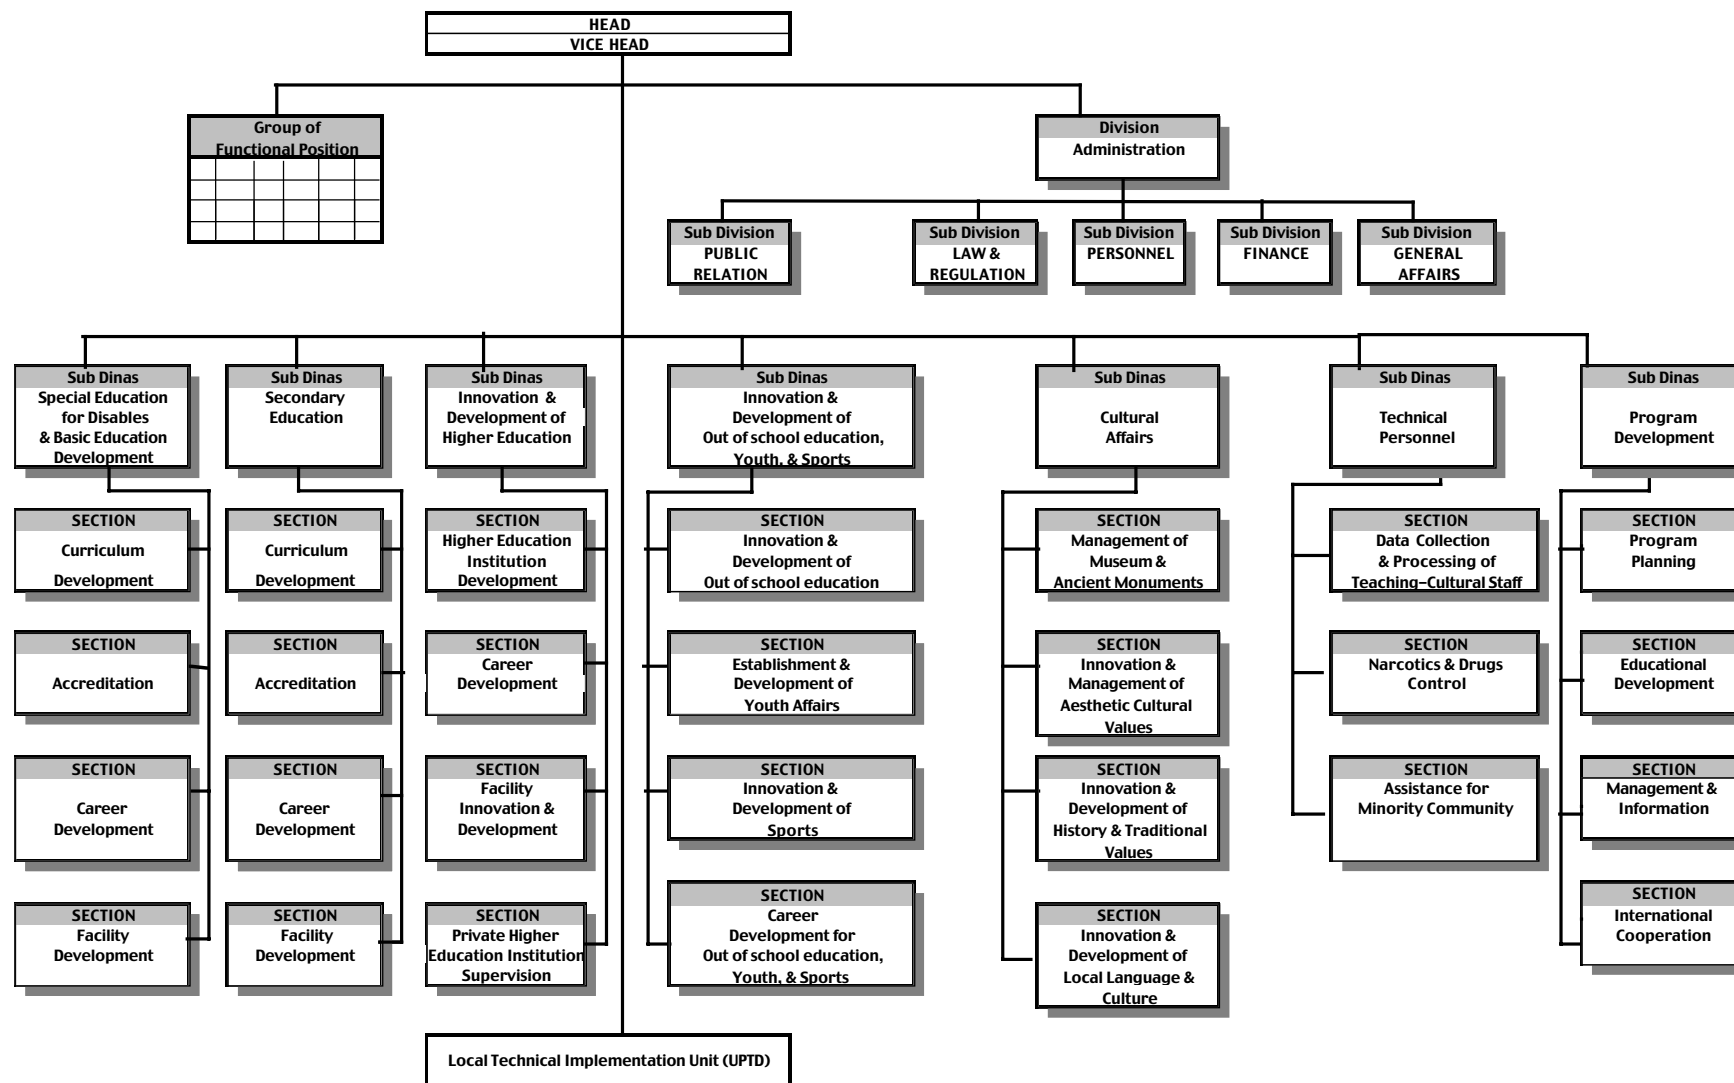 HEAD
VICE HEAD
Group of
Functional Position
Division
Administration
Sub Division
PUBLIC
RELATION
Sub Division
LAW &
REGULATION
Sub Division
PERSONNEL
Sub Division
FINANCE
Sub Division
GENERAL
AFFAIRS
Sub Dinas
Special Education
for Disables
& Basic Education
Development
Sub Dinas
Secondary
Education
Sub Dinas
Innovation &
Development of
Higher Education
Sub Dinas
Innovation &
Development of
Out of school education,
Youth, & Sports
Sub Dinas
Cultural
Affairs
Sub Dinas
Technical
Personnel
Sub Dinas
Program
Development
SECTION
Curriculum
Development
SECTION
Curriculum
Development
SECTION
Higher Education
Institution
Development
SECTION
Innovation &
Development of
Out of school education
SECTION
Management of
Museum &
Ancient Monuments
SECTION
Data Collection
& Processing of
Teaching-Cultural Staff
SECTION
Program
Planning
SECTION
Accreditation
SECTION
Accreditation
SECTION
Career
Development
SECTION
Establishment &
Development of
Youth Affairs
SECTION
Innovation &
Management of
Aesthetic Cultural
Values
SECTION
Narcotics & Drugs
Control
SECTION
Educational
Development
SECTION
Career
Development
SECTION
Career
Development
SECTION
Facility
Innovation &
Development
SECTION
Innovation &
Development of
Sports
SECTION
Innovation &
Development of
History & Traditional
Values
SECTION
Assistance for
Minority Community
SECTION
Management &
Information
SECTION
Facility
Development
SECTION
Facility
Development
SECTION
Private Higher
Education Institution
Supervision
SECTION
Career
Development for
Out of school education,
Youth, & Sports
SECTION
Innovation &
Development of
Local Language &
Culture
SECTION
International
Cooperation
Local Technical Implementation Unit (UPTD)